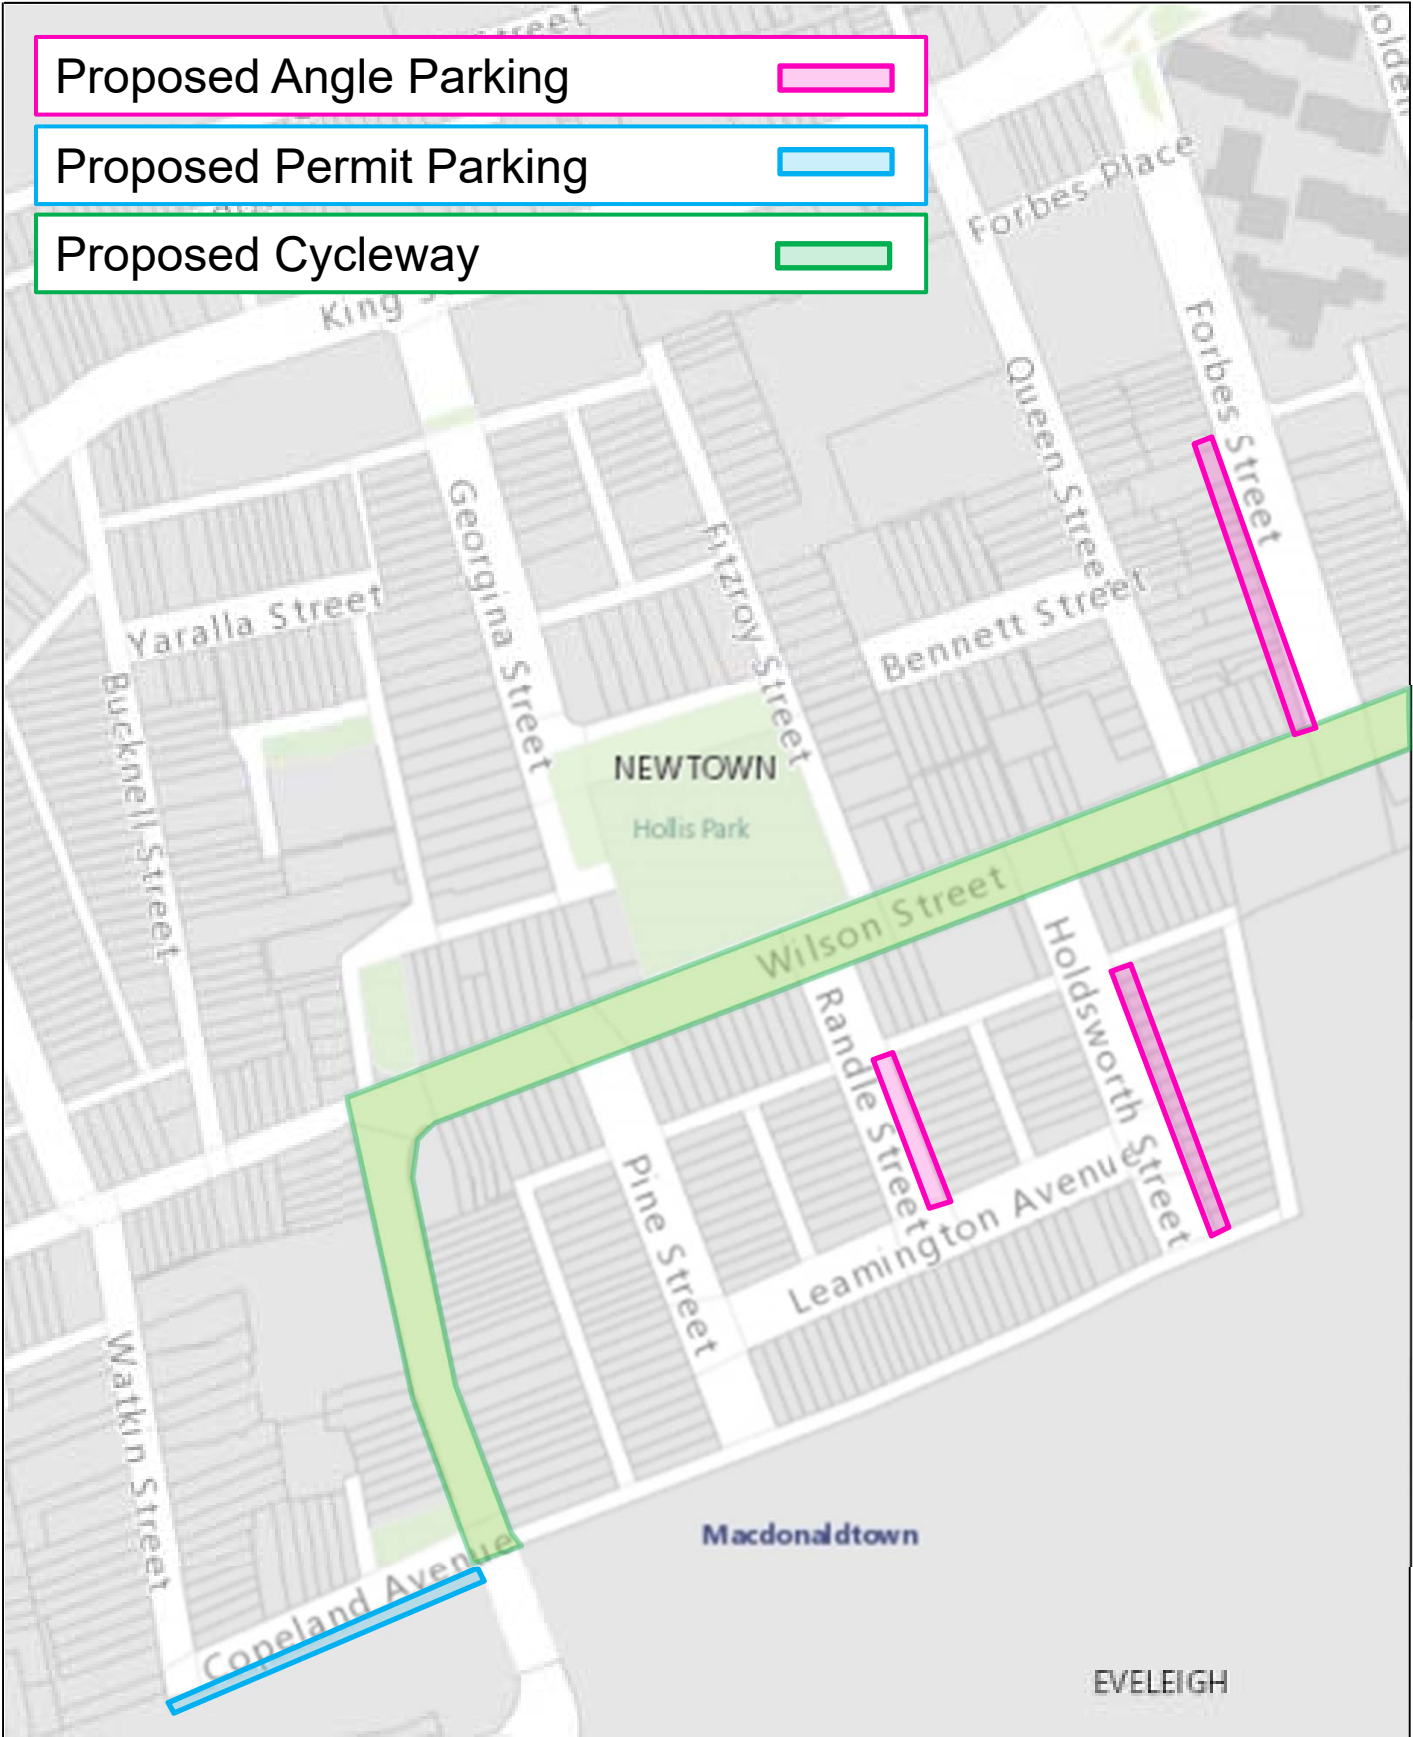 Street
Proposed Angle Parking
Proposed Permit Parking
Proposed Cycleway
King
Forbes Place
Forbes Street
Queen Street
Georgina Street
Fitzroy Street
Yaralla Street
Bennett Street
Bucknell Street
NEWTOWN
Hollis Park
Wilson Street
Holdsworth Street
Randle Street
Pine Street
Leamington Avenue
Watkin Street
Macdonaldtown
Copeland Avenue
EVELEIGH